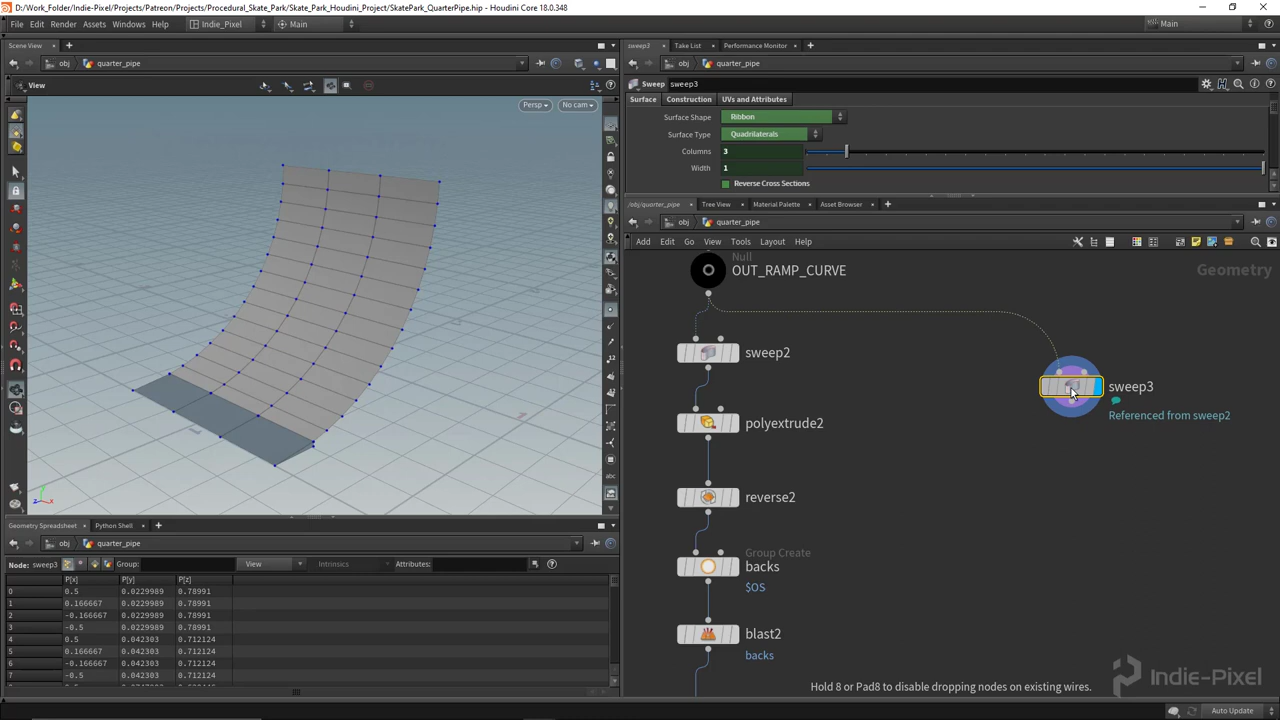 D:/Work_Folder/Indie-Pixel/Projects/Patreon/Projects/Procedural_Skate_Park/Skate_Park_Houdini_Project/SkatePark_QuarterPipe.hip - Houdini Core 18.0.348
File Edit Render Assets Windows Help Indie_Pixel Main Main
Scene View
obj quarter_pipe
View
Persp No cam
sweep3 Take List Performance Monitor
obj quarter_pipe
Sweep sweep3
Surface Construction UVs and Attributes
Surface Shape Ribbon
Surface Type Quadrilaterals
Columns 3
Width 1
Reverse Cross Sections
/obj/quarter_pipe Tree View Material Palette Asset Browser
obj quarter_pipe
Add Edit Go View Tools Layout Help
Geometry
Null
OUT_RAMP_CURVE
sweep2
sweep3
Referenced from sweep2
polyextrude2
reverse2
Group Create
backs
$OS
blast2
backs
Hold 8 or Pad8 to disable dropping nodes on existing wires.
Indie-Pixel
Geometry Spreadsheet Python Shell
obj quarter_pipe
Node: sweep3 Group: View Intrinsics Attributes:
P[x] P[y] P[z]
0 0.5 0.0229989 0.78991
1 0.166667 0.0229989 0.78991
2 -0.166667 0.0229989 0.78991
3 -0.5 0.0229989 0.78991
4 0.5 0.042303 0.712124
5 0.166667 0.042303 0.712124
6 -0.166667 0.042303 0.712124
7 -0.5 0.042303 0.712124
Auto Update